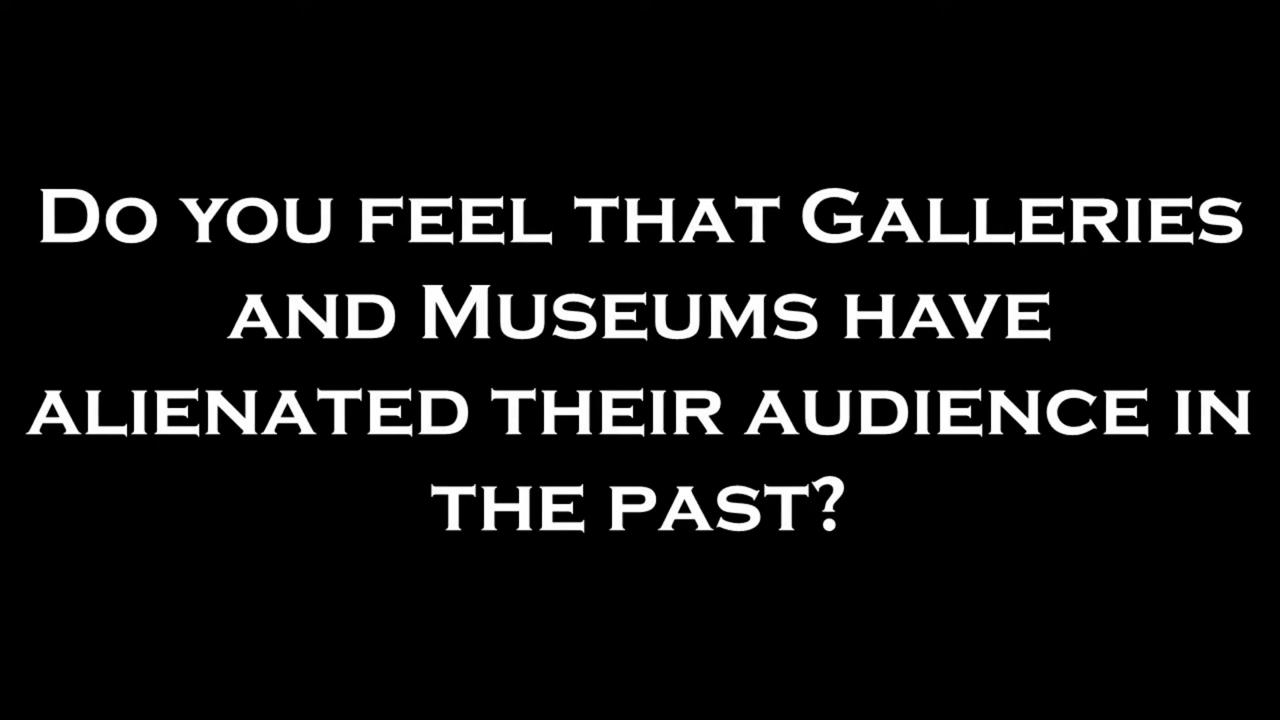 Do you feel that Galleries
and Museums have
alienated their audience in
the past?